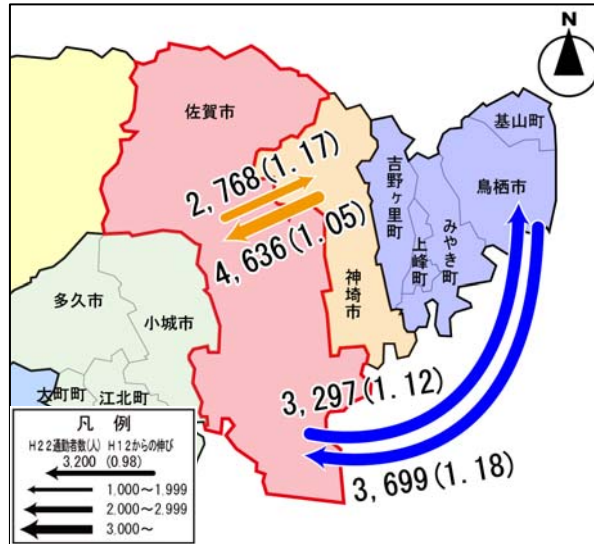 N
佐賀市
基山町
鳥栖市
吉野ヶ里町
上峰町
みやき町
神埼市
2,768(1.17)
4,636(1.05)
多久市
小城市
大町町
江北町
3,297(1.12)
3,699(1.18)
凡 例
H22通勤者数(人) H12からの伸び
3,200 (0.98)
1,000～1,999
2,000～2,999
3,000～